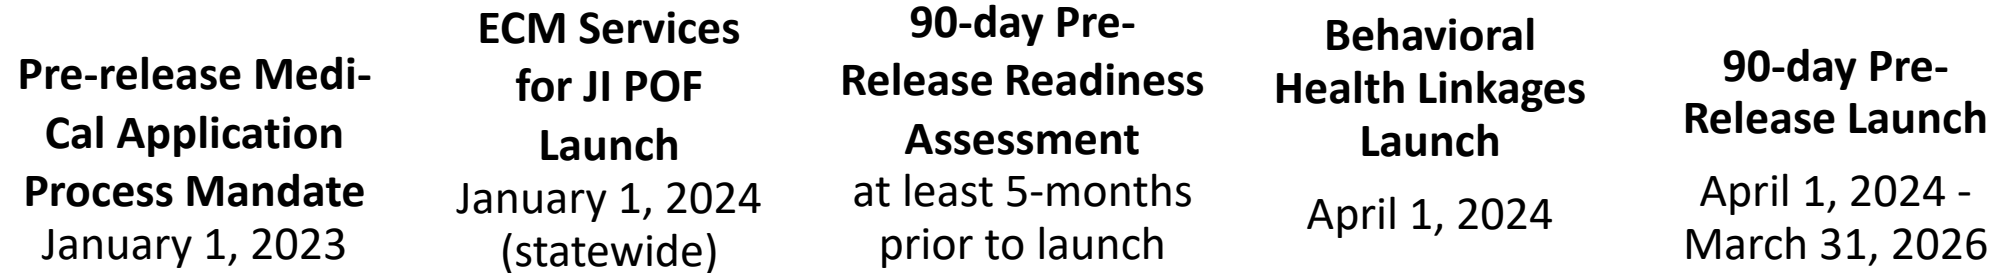 Pre-release Medi-
Cal Application
Process Mandate
January 1, 2023
ECM Services
for JI POF
Launch
January 1, 2024
(statewide)
90-day Pre-
Release Readiness
Assessment
at least 5-months
prior to launch
Behavioral
Health Linkages
Launch
April 1, 2024
90-day Pre-
Release Launch
April 1, 2024 -
March 31, 2026